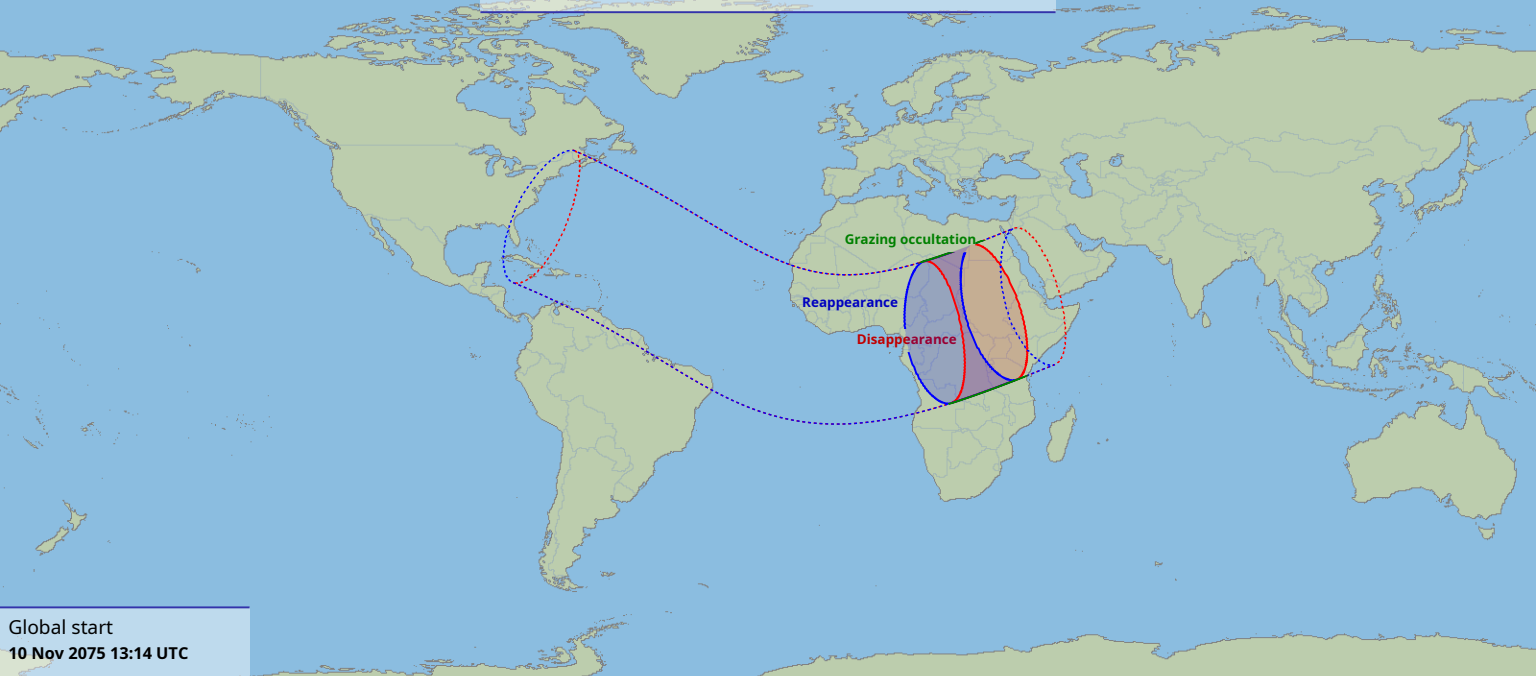 Grazing occultation
Reappearance
Disappearance
Global start
10 Nov 2075 13:14 UTC